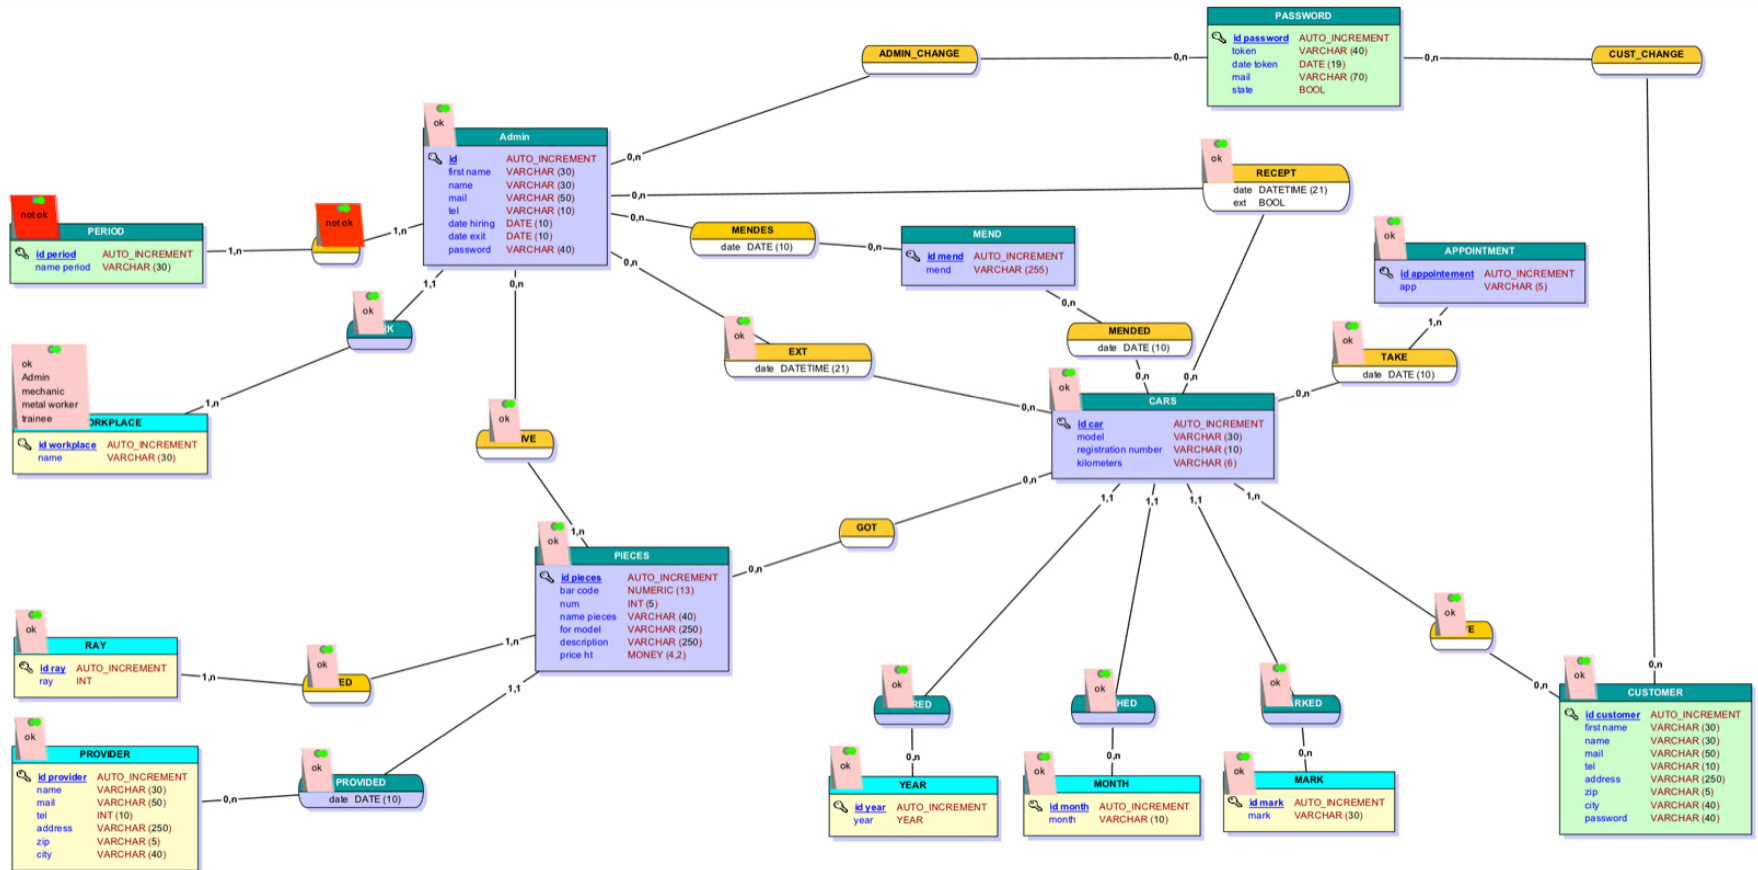 PASSWORD
id password AUTO_INCREMENT
token VARCHAR (40)
date token DATE (19)
mail VARCHAR (70)
state BOOL
ADMIN_CHANGE
0,n
0,n
CUST_CHANGE
ok
Admin
id AUTO_INCREMENT
first name VARCHAR (30)
name VARCHAR (30)
mail VARCHAR (50)
tel VARCHAR (10)
date hiring DATE (10)
date exit DATE (10)
password VARCHAR (40)
0,n
0,n
0,n
0,n
1,n
1,1
0,n
ok
RECEPT
date DATETIME (21)
ext BOOL
not ok
PERIOD
id period AUTO_INCREMENT
name period VARCHAR (30)
1,n
not ok
MENDES
date DATE (10)
0,n
MEND
id mend AUTO_INCREMENT
mend VARCHAR (255)
0,n
ok
APPOINTMENT
id appointement AUTO_INCREMENT
app VARCHAR (5)
1,n
ok
K
ok
EXT
date DATETIME (21)
MENDED
date DATE (10)
0,n
0,n
ok
TAKE
date DATE (10)
0,n
ok
Admin
mechanic
metal worker
trainee
ORKPLACE
id workplace AUTO_INCREMENT
name VARCHAR (30)
1,n
0,n
ok
CARS
id car AUTO_INCREMENT
model VARCHAR (30)
registration number VARCHAR (10)
kilometers VARCHAR (6)
0,n
1,1
1,1
1,1
1,n
ok
IVE
1,n
GOT
0,n
ok
PIECES
id pieces AUTO_INCREMENT
bar code NUMERIC (13)
num INT (5)
name pieces VARCHAR (40)
for model VARCHAR (250)
description VARCHAR (250)
price ht MONEY (4,2)
1,n
1,1
ok
RAY
id ray AUTO_INCREMENT
ray INT
1,n
ok
ED
ok
PROVIDER
id provider AUTO_INCREMENT
name VARCHAR (30)
mail VARCHAR (50)
tel INT (10)
address VARCHAR (250)
zip VARCHAR (5)
city VARCHAR (40)
0,n
ok
PROVIDED
date DATE (10)
ok
RED
0,n
ok
YEAR
id year AUTO_INCREMENT
year YEAR
ok
HED
0,n
ok
MONTH
id month AUTO_INCREMENT
month VARCHAR (10)
ok
RKED
0,n
ok
MARK
id mark AUTO_INCREMENT
mark VARCHAR (30)
ok
E
0,n
0,n
ok
CUSTOMER
id customer AUTO_INCREMENT
first name VARCHAR (30)
name VARCHAR (30)
mail VARCHAR (50)
tel VARCHAR (10)
address VARCHAR (250)
zip VARCHAR (5)
city VARCHAR (40)
password VARCHAR (40)